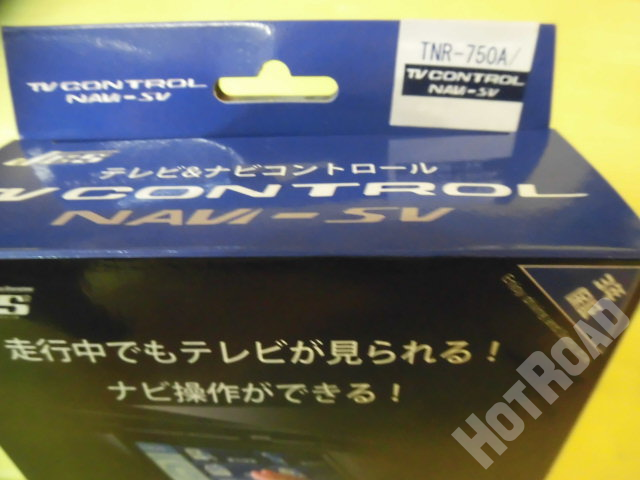 TNR-750A/
TV CONTROL
NAVI-SV
TV CONTROL
NAVI-SV
テレビ&ナビコントロール
TV CONTROL
NAVI-SV
走行中でもテレビが見られる!
ナビ操作ができる!
HOTROAD